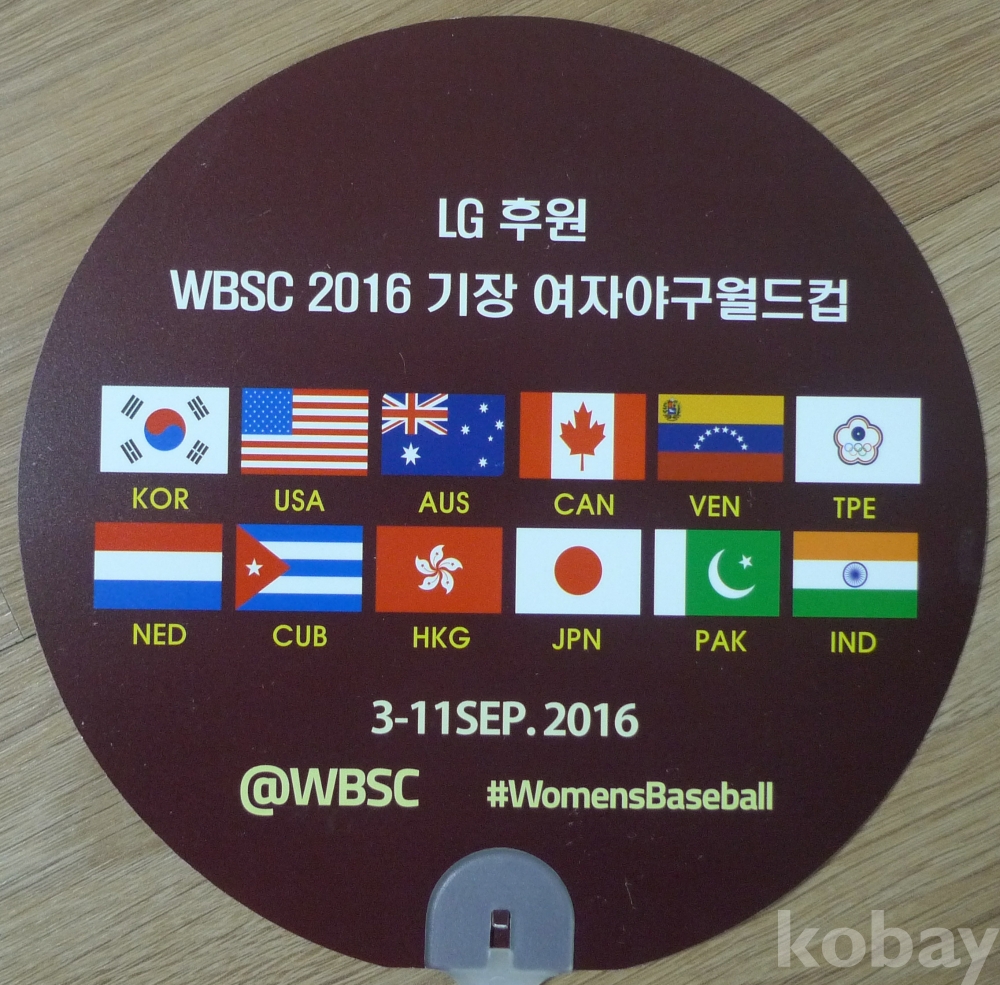 LG 후원
WBSC 2016 기장 여자야구월드컵
KOR USA AUS CAN VEN TPE
NED CUB HKG JPN PAK IND
3-11SEP. 2016
@WBSC #WomensBaseball
kobay